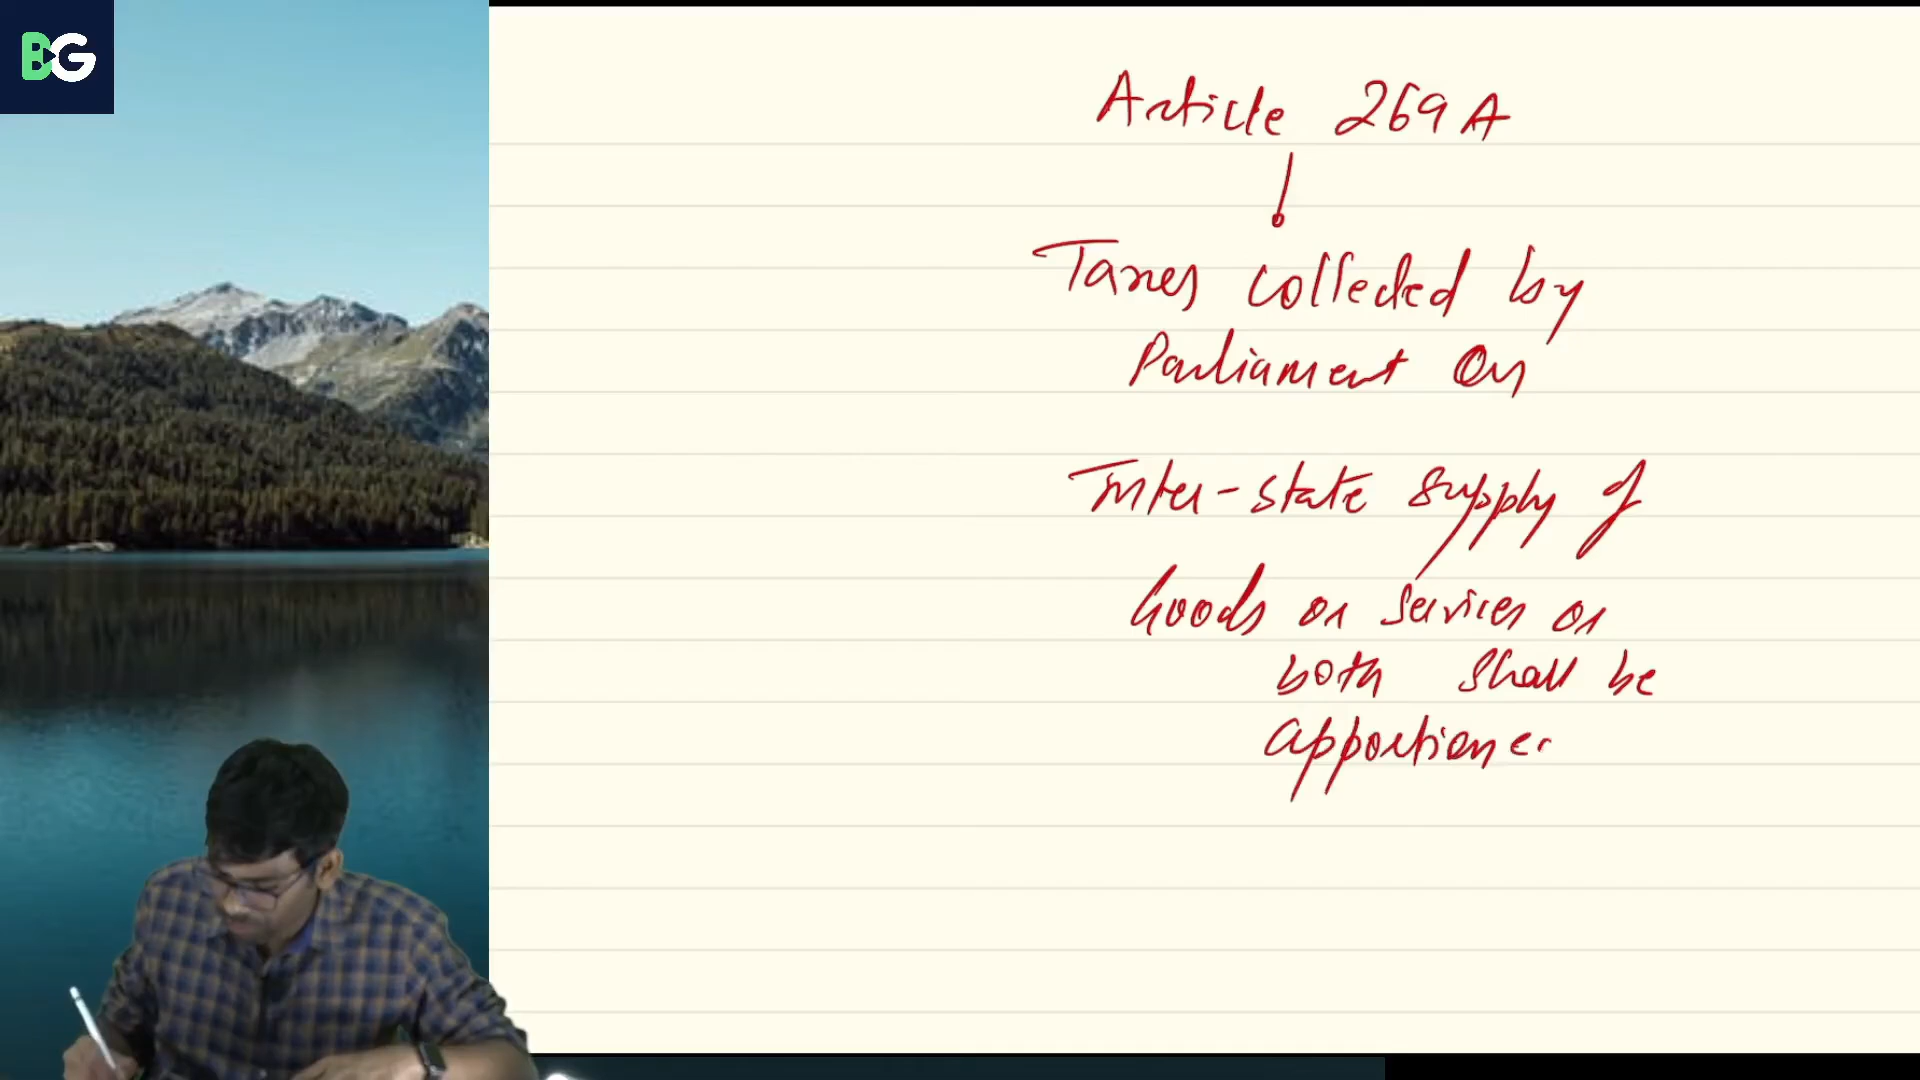 BG
Article 269A
Taxes collected by
Parliament on
Inter-state supply of
Goods or Services or
both shall be
apportione